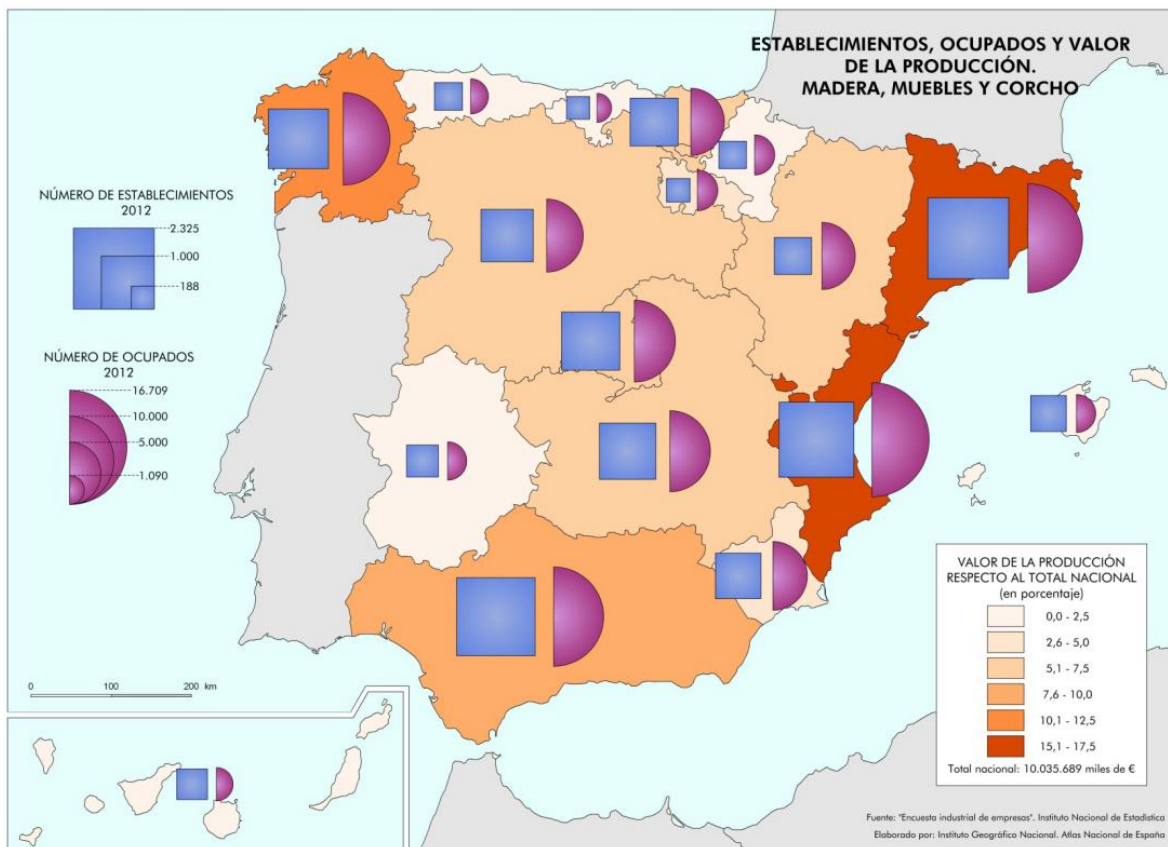 ESTABLECIMIENTOS, OCUPADOS Y VALOR
DE LA PRODUCCIÓN.
MADERA, MUEBLES Y CORCHO
NÚMERO DE ESTABLECIMIENTOS
2012
2.325
1.000
188
NÚMERO DE OCUPADOS
2012
16.709
10.000
5.000
1.090
VALOR DE LA PRODUCCIÓN
RESPECTO AL TOTAL NACIONAL
(en porcentaje)
0,0 - 2,5
2,6 - 5,0
5,1 - 7,5
7,6 - 10,0
10,1 - 12,5
15,1 - 17,5
Total nacional: 10.035.689 miles de €
0 100 200 km
Fuente: "Encuesta industrial de empresas". Instituto Nacional de Estadística
Elaborado por: Instituto Geográfico Nacional. Atlas Nacional de España